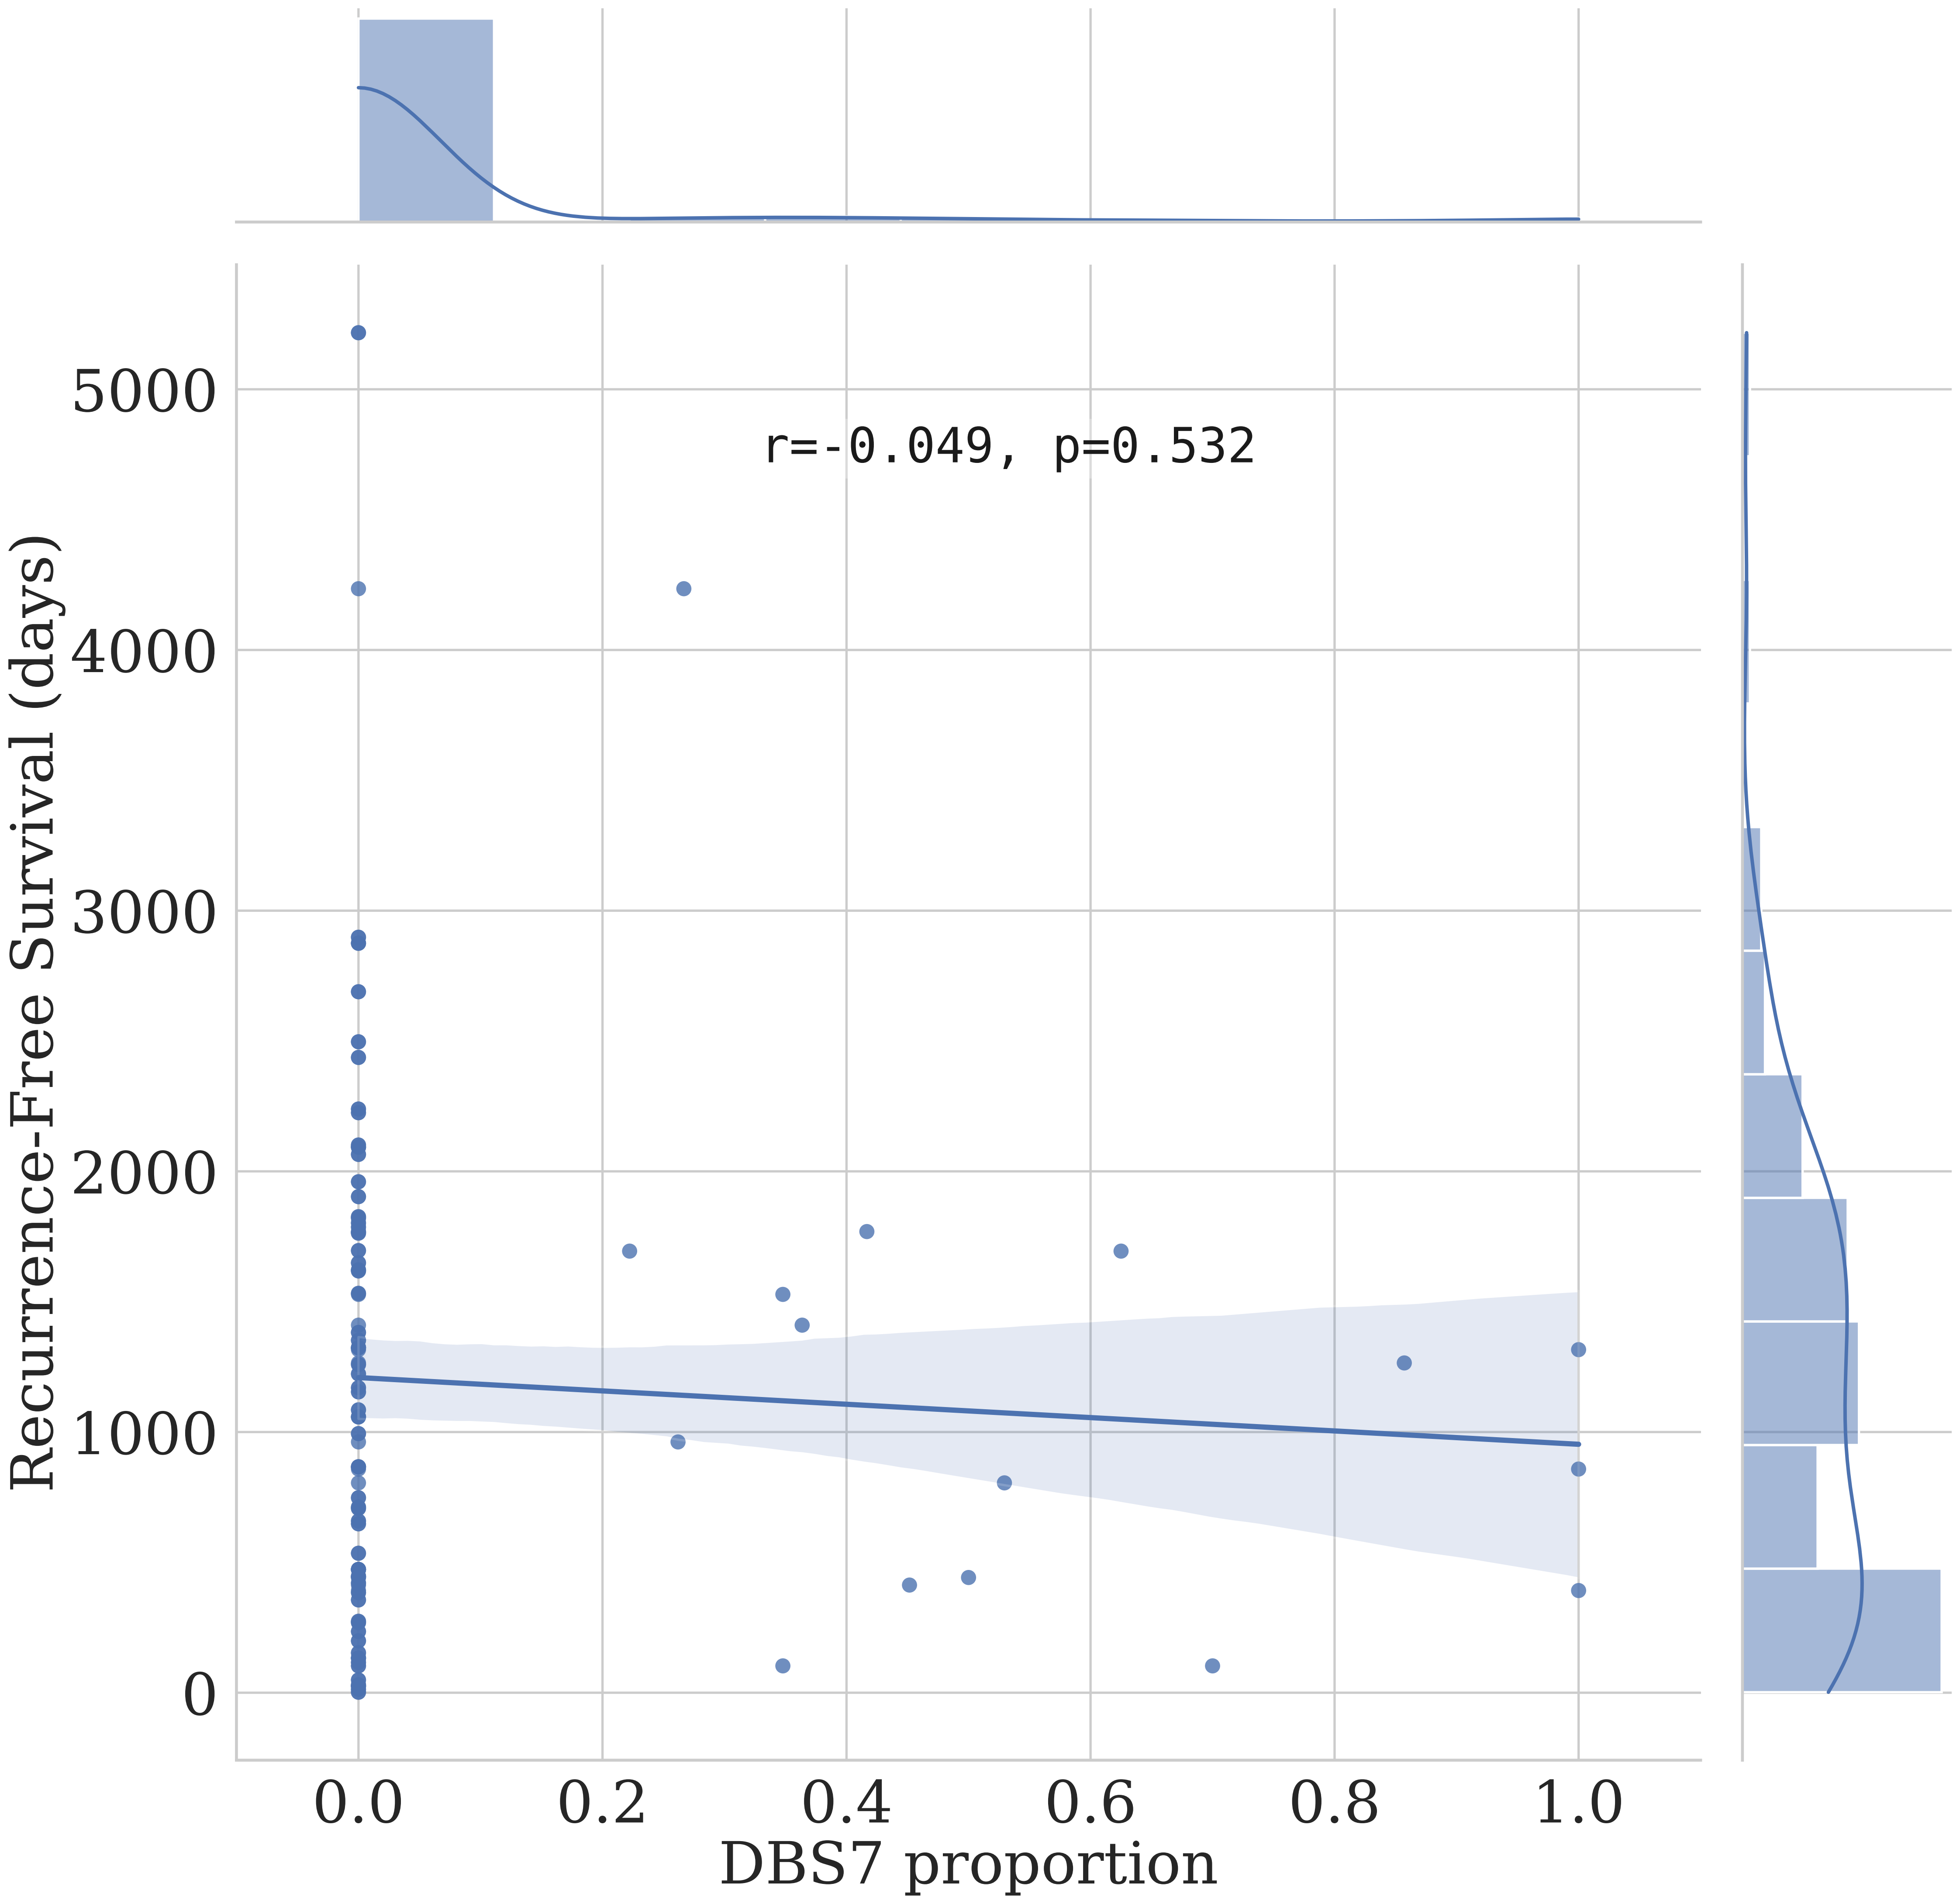 r=-0.049, p=0.532
Recurrence-Free Survival (days)
5000
4000
3000
2000
1000
0
0.0 0.2 0.4 0.6 0.8 1.0
DBS7 proportion